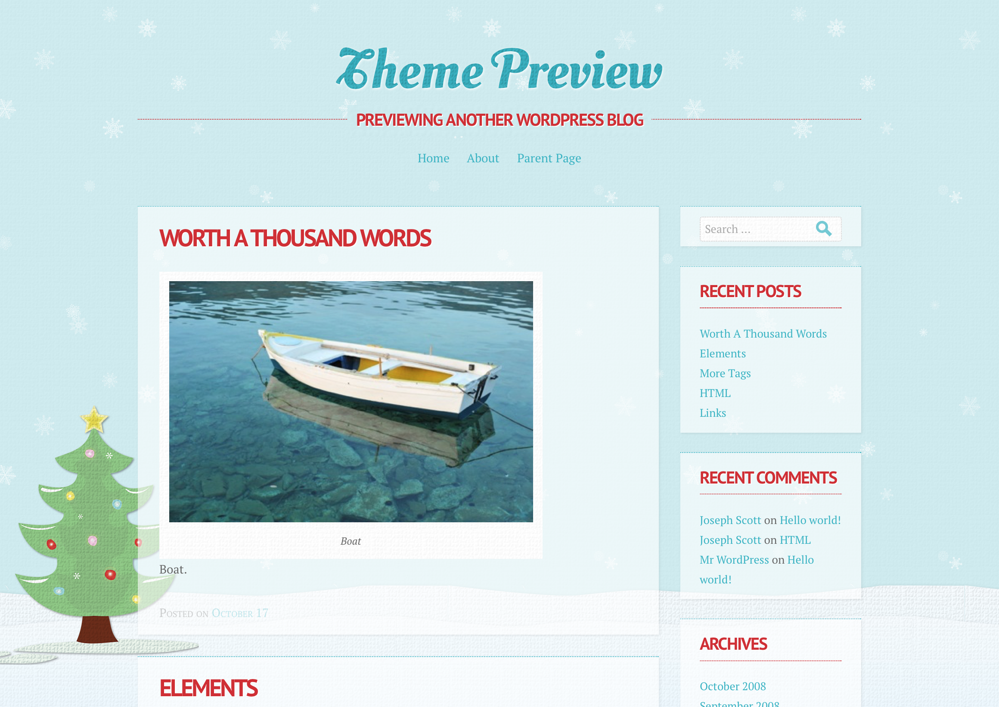 Theme Preview
PREVIEWING ANOTHER WORDPRESS BLOG
Home About Parent Page
WORTH A THOUSAND WORDS
Boat
Boat.
Posted on October 17
ELEMENTS
Search ...
RECENT POSTS
Worth A Thousand Words
Elements
More Tags
HTML
Links
RECENT COMMENTS
Joseph Scott on Hello world!
Joseph Scott on HTML
Mr WordPress on Hello
world!
ARCHIVES
October 2008
September 2008